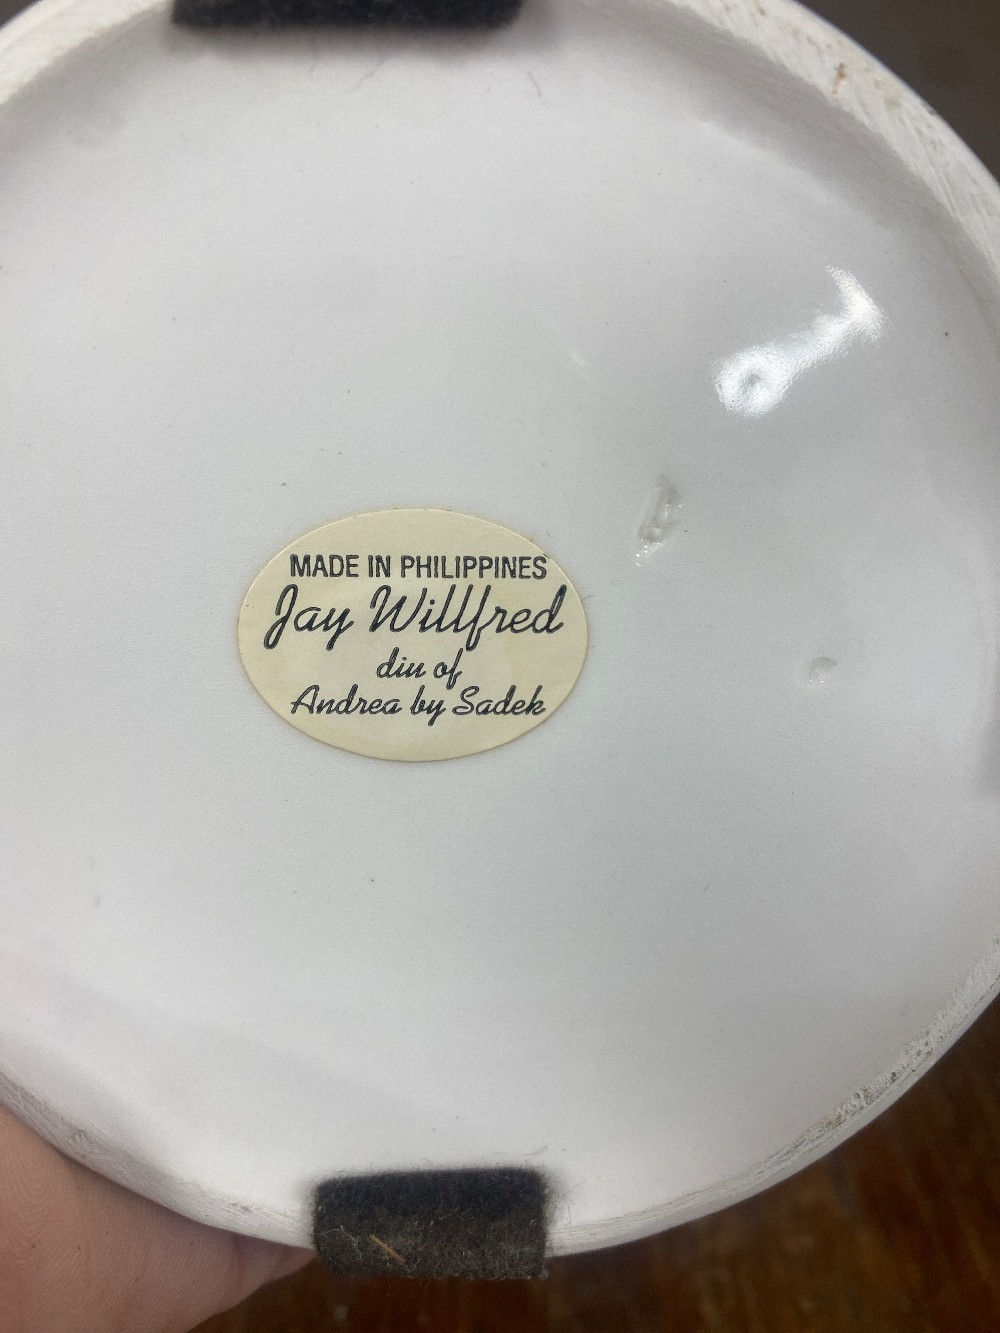 MADE IN PHILIPPINES
Jay Willfred
div of
Andrea by Sadek